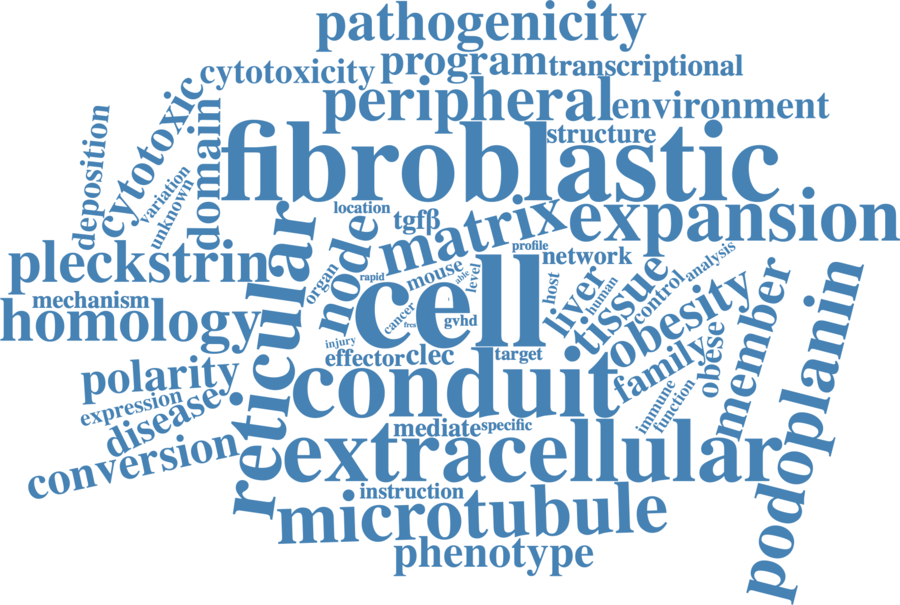 pathogenicity
cytotoxicity
program
transcriptional
peripheral
environment
structure
cytotoxic
deposition
domain
variation
unknown
fibroblastic
location
tgfβ
matrix
expansion
profile
network
pleckstrin
reticular
node
organ
rapid
mouse
able
level
cell
host
liver
human
tissue
control
analysis
mechanism
homology
cancer
frcs
gvhd
injury
effector
clec
target
obesity
family
obese
member
podoplanin
polarity
expression
disease
conversion
conduit
immune
function
mediate
specific
extracellular
instruction
microtubule
phenotype